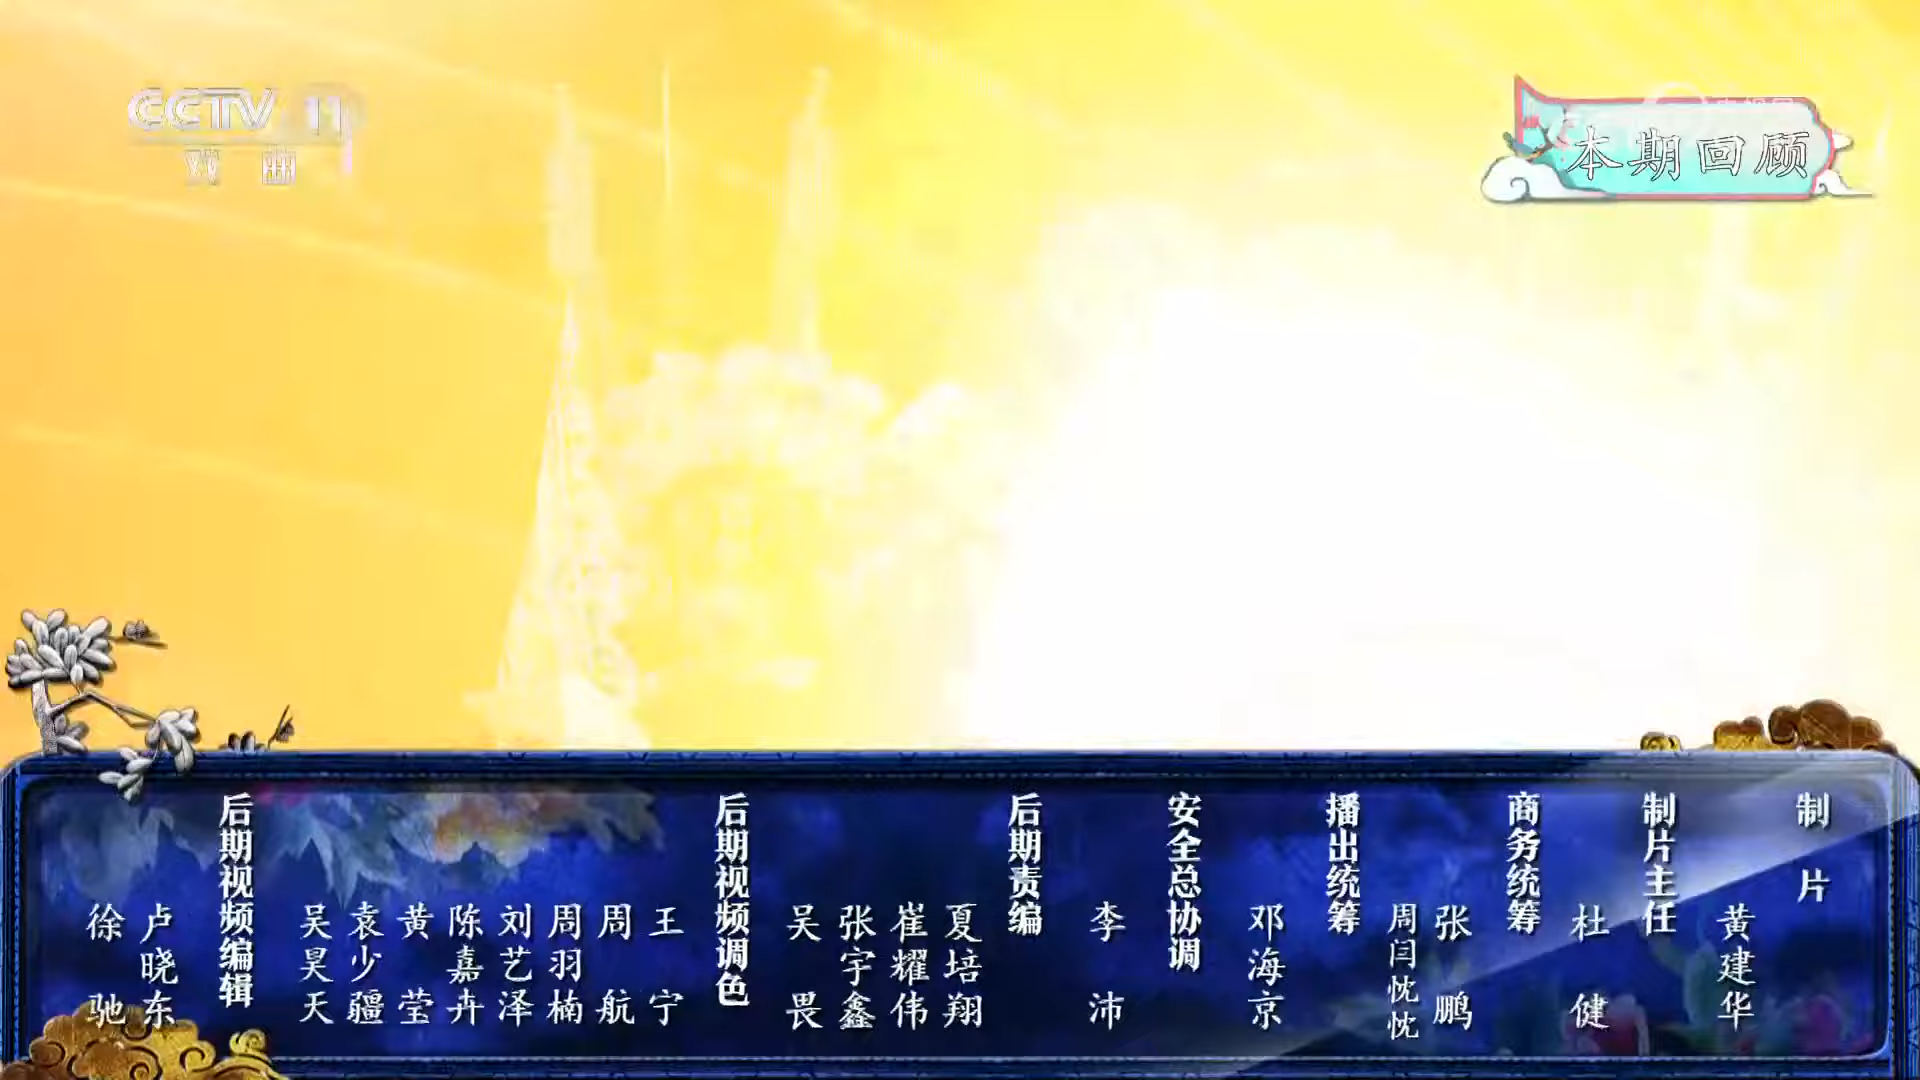 CCTV 11
戏曲
本期回顾
制片
黄建华
制片主任
杜健
商务统筹
张鹏
周闫忱忱
播出统筹
邓海京
安全总协调
李沛
后期责编
夏培翔
崔耀伟
张宇鑫
吴畏
后期视频调色
王宁
周航
周羽楠
刘艺泽
陈嘉卉
黄莹
袁少疆
吴昊天
后期视频编辑
卢晓东
徐驰